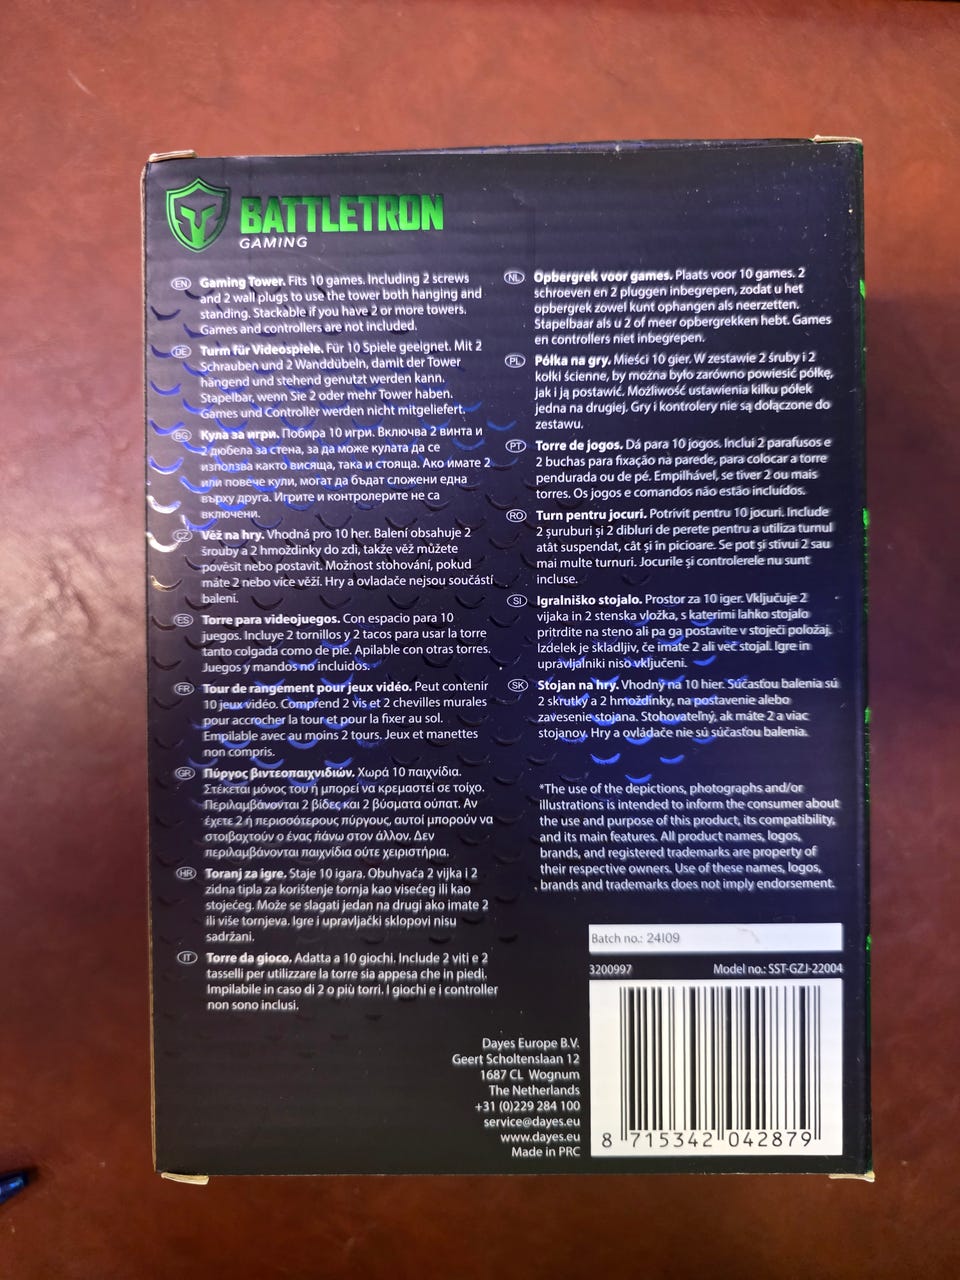 BATTLETRON
GAMING
EN Gaming Tower. Fits 10 games. Including 2 screws
and 2 wall plugs to use the tower both hanging and
standing. Stackable if you have 2 or more towers.
Games and controllers are not included.
DE Turm für Videospiele. Für 10 Spiele geeignet. Mit 2
Schrauben und 2 Wanddübeln, damit der Tower
hängend und stehend genutzt werden kann.
Stapelbar, wenn Sie 2 oder mehr Tower haben.
Games und Controller werden nicht mitgeliefert.
BG Кула за игри. Побира 10 игри. Включва 2 винта и
2 дюбела за стена, за да може кулата да се
използва както висяща, така и стояща. Ако имате 2
или повече кули, могат да бъдат сложени една
върху друга. Игрите и контролерите не са
включени.
CZ Věž na hry. Vhodná pro 10 her. Balení obsahuje 2
šrouby a 2 hmoždinky do zdi, takže věž můžete
pověsit nebo postavit. Možnost stohování, pokud
máte 2 nebo více věží. Hry a ovladače nejsou součástí
balení.
ES Torre para videojuegos. Con espacio para 10
juegos. Incluye 2 tornillos y 2 tacos para usar la torre
tanto colgada como de pie. Apilable con otras torres.
Juegos y mandos no incluidos.
FR Tour de rangement pour jeux vidéo. Peut contenir
10 jeux vidéo. Comprend 2 vis et 2 chevilles murales
pour accrocher la tour et pour la fixer au sol.
Empilable avec au moins 2 tours. Jeux et manettes
non compris.
GR Πύργος βιντεοπαιχνιδιών. Χωρά 10 παιχνίδια.
Στέκεται μόνος του ή μπορεί να κρεμαστεί σε τοίχο.
Περιλαμβάνονται 2 βίδες και 2 βύσματα ούπατ. Αν
έχετε 2 ή περισσότερους πύργους, αυτοί μπορούν να
στοιβαχτούν ο ένας πάνω στον άλλον. Δεν
περιλαμβάνονται παιχνίδια ούτε χειριστήρια.
HR Toranj za igre. Staje 10 igara. Obuhvaća 2 vijka i 2
zidna tipla za korištenje tornja kao visećeg ili kao
stojećeg. Može se slagati jedan na drugi ako imate 2
ili više tornjeva. Igre i upravljački sklopovi nisu
sadržani.
IT Torre da gioco. Adatta a 10 giochi. Include 2 viti e 2
tasselli per utilizzare la torre sia appesa che in piedi.
Impilabile in caso di 2 o più torri. I giochi e i controller
non sono inclusi.
NL Opbergrek voor games. Plaats voor 10 games. 2
schroeven en 2 pluggen inbegrepen, zodat u het
opbergrek zowel kunt ophangen als neerzetten.
Stapelbaar als u 2 of meer opbergrekken hebt. Games
en controllers niet inbegrepen.
PL Półka na gry. Mieści 10 gier. W zestawie 2 śruby i 2
kołki ścienne, by można było zarówno powiesić półkę,
jak i ją postawić. Możliwość ustawienia kilku półek
jedna na drugiej. Gry i kontrolery nie są dołączone do
zestawu.
PT Torre de jogos. Dá para 10 jogos. Inclui 2 parafusos e
2 buchas para fixação na parede, para colocar a torre
pendurada ou de pé. Empilhável, se tiver 2 ou mais
torres. Os jogos e comandos não estão incluídos.
RO Turn pentru jocuri. Potrivit pentru 10 jocuri. Include
2 șuruburi și 2 dibluri de perete pentru a utiliza turnul
atât suspendat, cât și în picioare. Se pot și stivui 2 sau
mai multe turnuri. Jocurile și controlerele nu sunt
incluse.
SI Igralniško stojalo. Prostor za 10 iger. Vključuje 2
vijaka in 2 stenska vložka, s katerimi lahko stojalo
pritrdite na steno ali pa ga postavite v stoječi položaj.
Izdelek je skladljiv, če imate 2 ali več stojal. Igre in
upravljalniki niso vključeni.
SK Stojan na hry. Vhodný na 10 hier. Súčasťou balenia sú
2 skrutky a 2 hmoždinky, na postavenie alebo
zavesenie stojana. Stohovateľný, ak máte 2 a viac
stojanov. Hry a ovládače nie sú súčasťou balenia.
*The use of the depictions, photographs and/or
illustrations is intended to inform the consumer about
the use and purpose of this product, its compatibility,
and its main features. All product names, logos,
brands, and registered trademarks are property of
their respective owners. Use of these names, logos,
brands and trademarks does not imply endorsement.
Batch no.: 24I09
3200997 Model no.: SST-GZJ-22004
Dayes Europe B.V.
Geert Scholtenslaan 12
1687 CL Wognum
The Netherlands
+31 (0)229 284 100
service@dayes.eu
www.dayes.eu
Made in PRC
8 715342 042879